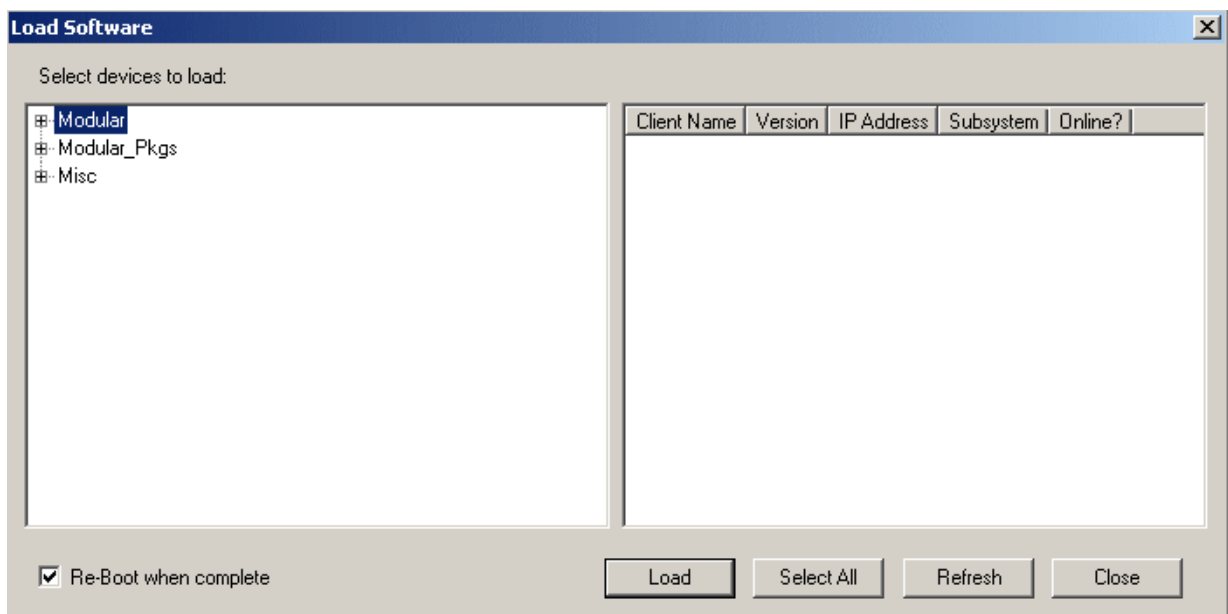 Load Software
Select devices to load:
Modular
Modular_Pkgs
Misc
Client Name Version IP Address Subsystem Online?
Re-Boot when complete
Load Select All Refresh Close